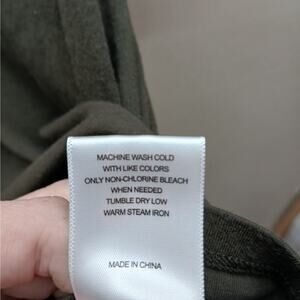 MACHINE WASH COLD
WITH LIKE COLORS
ONLY NON-CHLORINE BLEACH
WHEN NEEDED
TUMBLE DRY LOW
WARM STEAM IRON
MADE IN CHINA